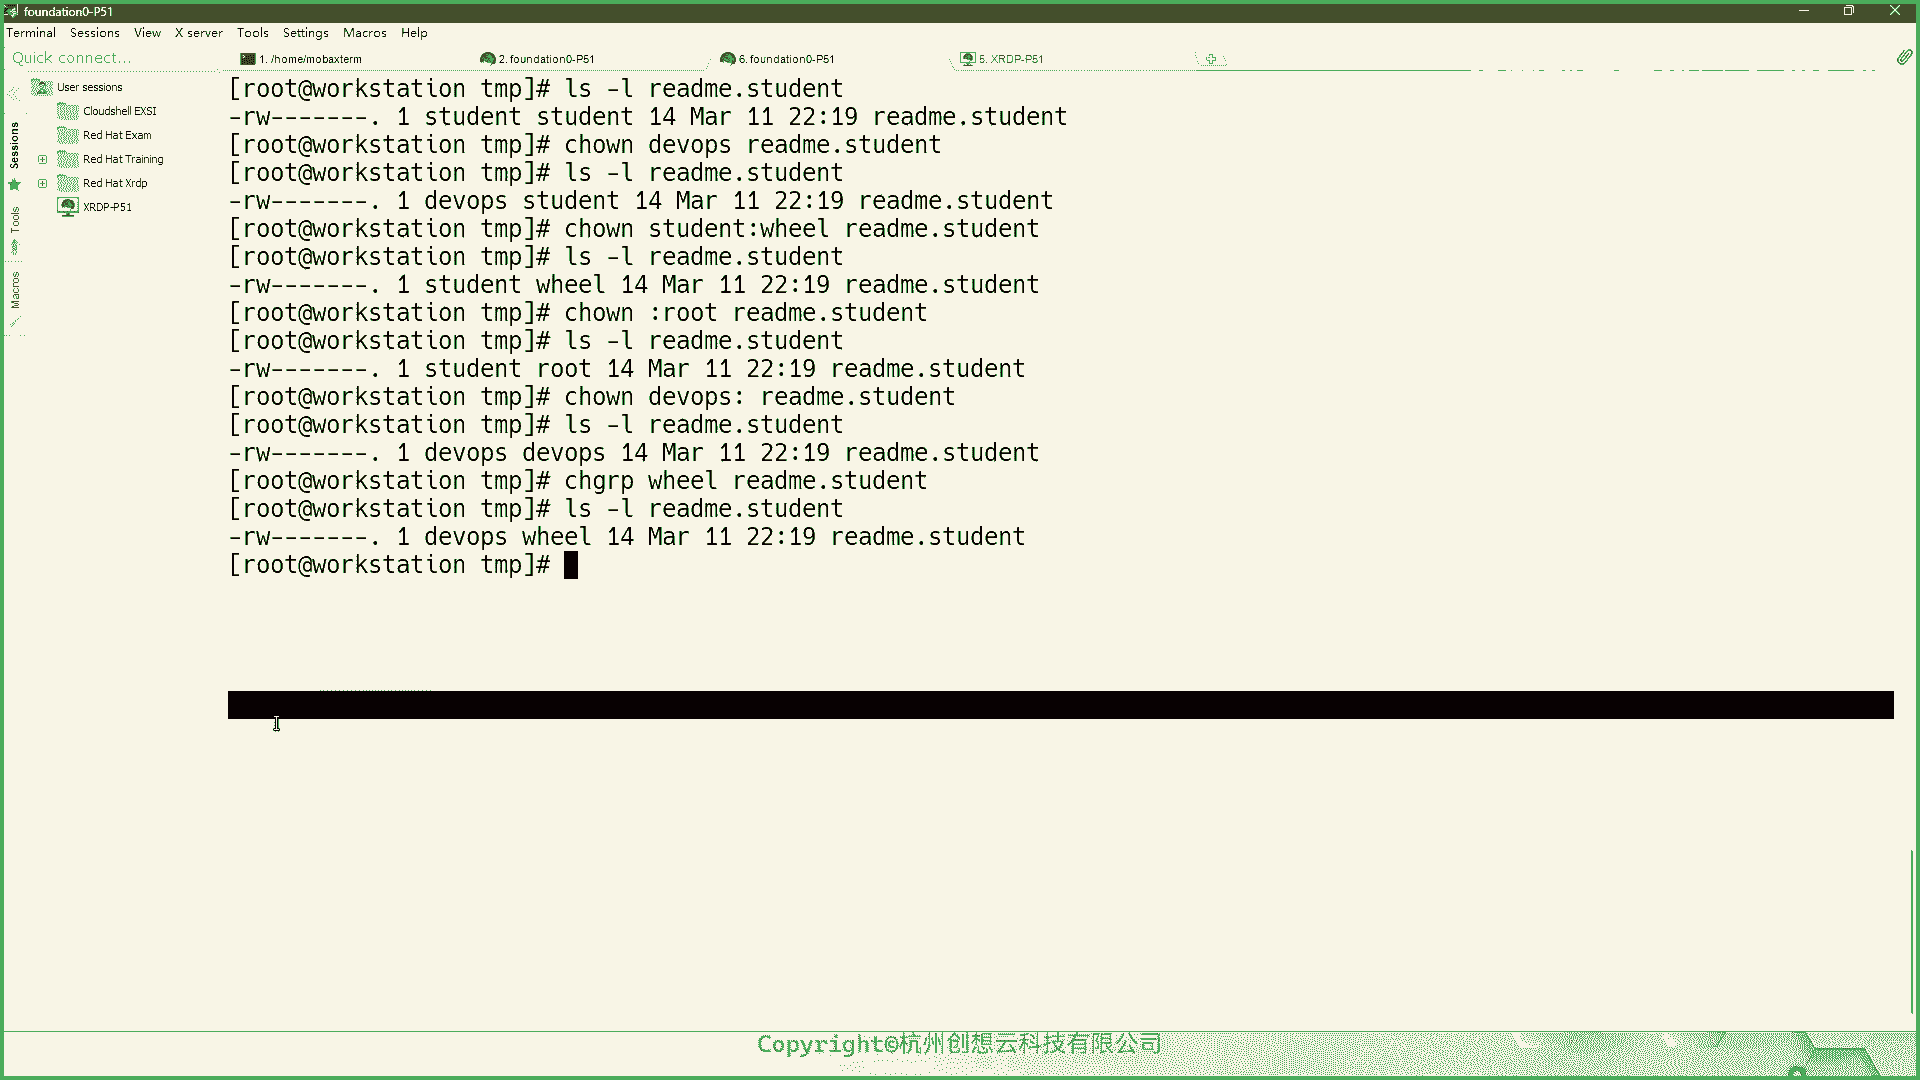 foundation0-P51
Terminal Sessions View X server Tools Settings Macros Help
Quick connect...
1. /home/mobaxterm
2. foundation0-P51
6. foundation0-P51
5. XRDP-P51
Sessions
Tools
Macros
User sessions
Cloudshell EXSI
Red Hat Exam
Red Hat Training
Red Hat Xrdp
XRDP-P51
[root@workstation tmp]# ls -l readme.student
-rw-------. 1 student student 14 Mar 11 22:19 readme.student
[root@workstation tmp]# chown devops readme.student
[root@workstation tmp]# ls -l readme.student
-rw-------. 1 devops student 14 Mar 11 22:19 readme.student
[root@workstation tmp]# chown student:wheel readme.student
[root@workstation tmp]# ls -l readme.student
-rw-------. 1 student wheel 14 Mar 11 22:19 readme.student
[root@workstation tmp]# chown :root readme.student
[root@workstation tmp]# ls -l readme.student
-rw-------. 1 student root 14 Mar 11 22:19 readme.student
[root@workstation tmp]# chown devops: readme.student
[root@workstation tmp]# ls -l readme.student
-rw-------. 1 devops devops 14 Mar 11 22:19 readme.student
[root@workstation tmp]# chgrp wheel readme.student
[root@workstation tmp]# ls -l readme.student
-rw-------. 1 devops wheel 14 Mar 11 22:19 readme.student
[root@workstation tmp]#
Copyright©杭州创想云科技有限公司